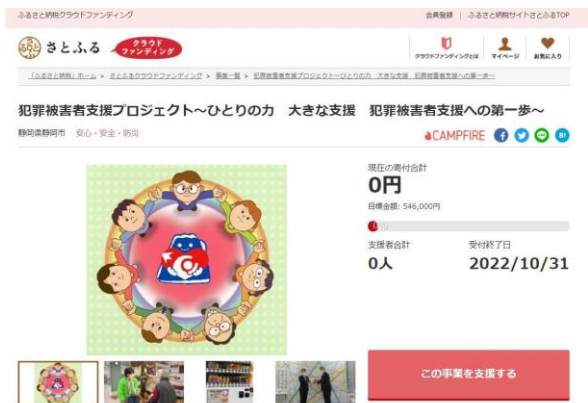 ふるさと納税クラウドファンディング
会員登録 | ふるさと納税サイトさとふるTOP
さとふる クラウドファンディング
クラウドファンディングとは マイページ お気に入り
「ふるさと納税」ホーム > さとふるクラウドファンディング > 事業一覧 > 犯罪被害者支援プロジェクト～ひとりの力 大きな支援 犯罪被害者支援への第一歩～
犯罪被害者支援プロジェクト～ひとりの力 大きな支援 犯罪被害者支援への第一歩～
静岡県静岡市 安心・安全・防災
CAMPFIRE
現在の寄付合計
0円
目標金額: 546,000円
0%
支援者合計 受付終了日
0人 2022/10/31
この事業を支援する